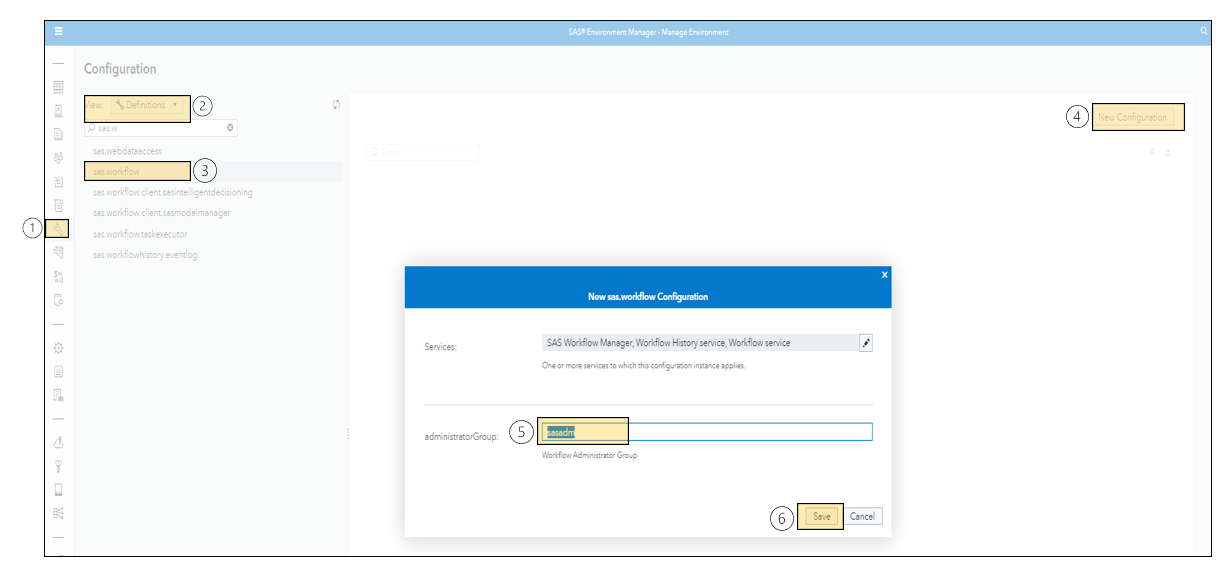 SAS® Environment Manager - Manage Environment
Configuration
View: Definitions
2
sas.w
4
New Configuration
sas.webdataaccess
Filter
sas.workflow
3
sas.workflow.client.sasintelligentdecisioning
sas.workflow.client.sasmodelmanager
1
sas.workflow.taskexecutor
sas.workflowhistory.eventlog
x
New sas.workflow Configuration
Services:
SAS Workflow Manager, Workflow History service, Workflow service
One or more services to which this configuration instance applies.
administratorGroup:
5
sasadm
Workflow Administrator Group
6
Save
Cancel